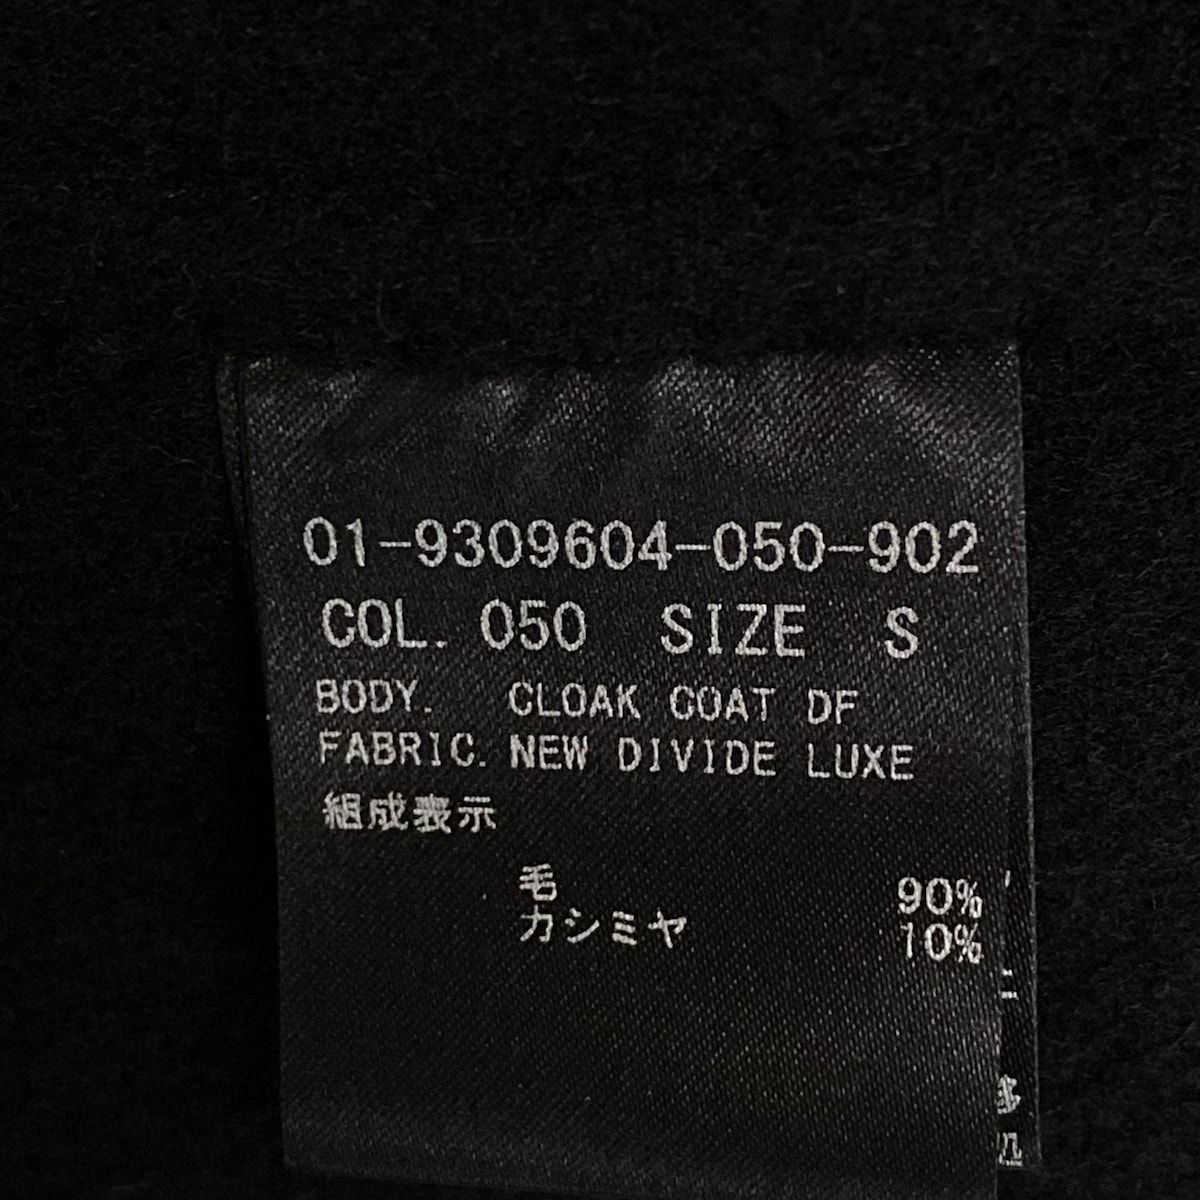 01-9309604-050-902
COL. 050 SIZE S
BODY. CLOAK COAT DF
FABRIC. NEW DIVIDE LUXE
組成表示
毛 90%
カシミヤ 10%